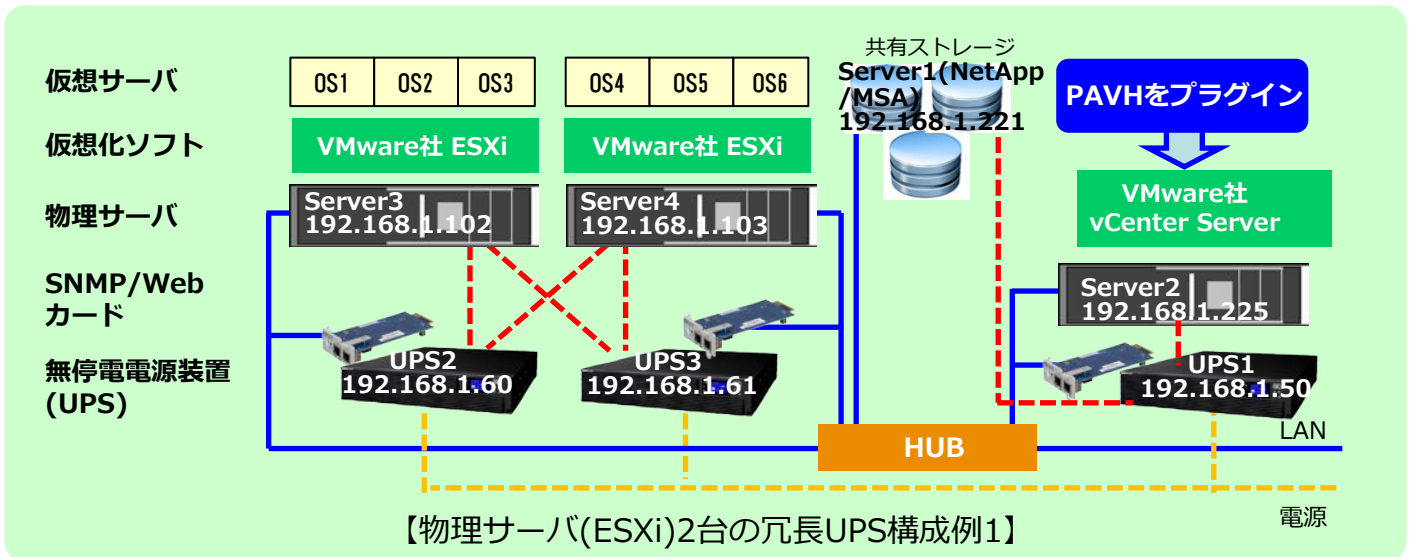 共有ストレージ
Server1(NetApp
/MSA)
192.168.1.221
仮想サーバ
OS1 OS2 OS3 OS4 OS5 OS6
PAVHをプラグイン
仮想化ソフト
VMware社 ESXi VMware社 ESXi
VMware社
vCenter Server
物理サーバ
Server3
192.168.1.102
Server4
192.168.1.103
Server2
192.168.1.225
SNMP/Web
カード
無停電電源装置
(UPS)
UPS2
192.168.1.60
UPS3
192.168.1.61
UPS1
192.168.1.50
HUB
LAN
電源
【物理サーバ(ESXi)2台の冗長UPS構成例1】